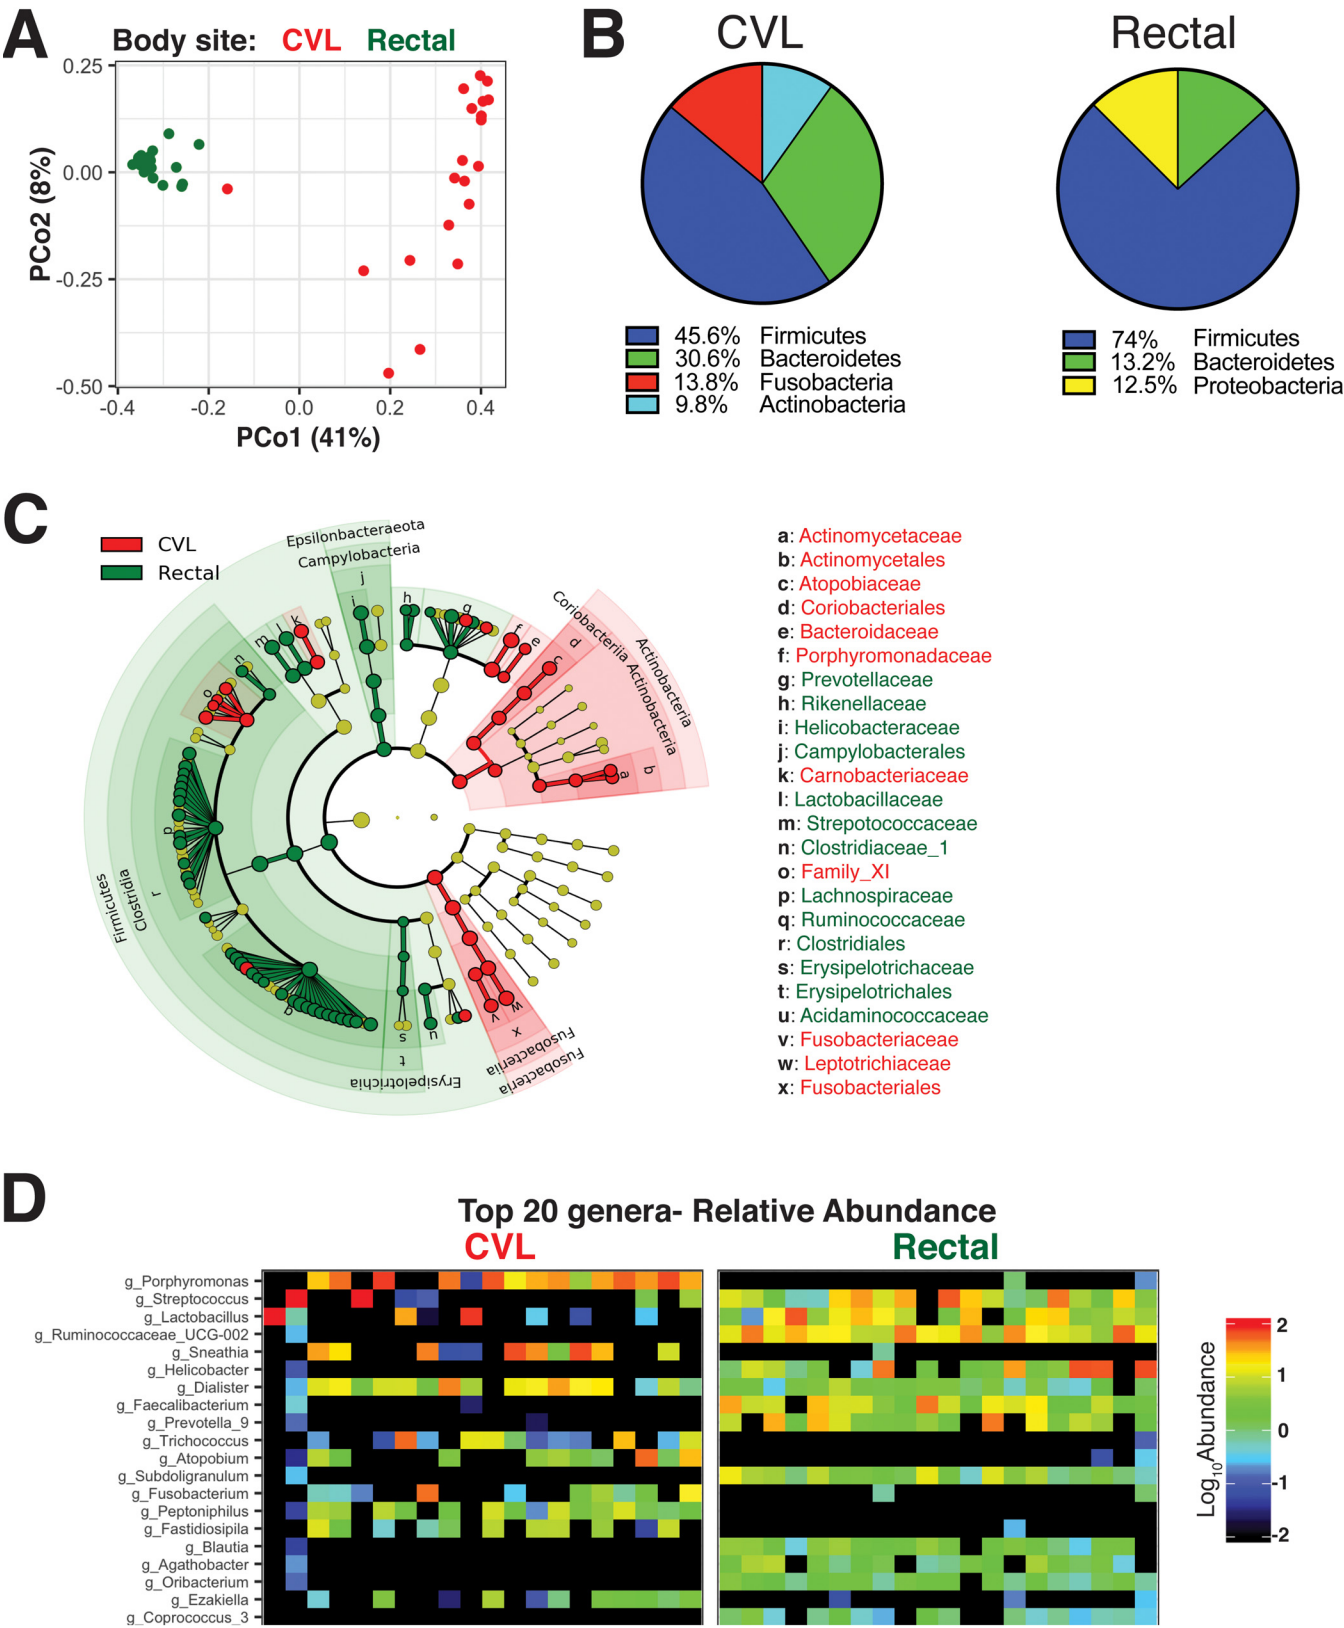 A
Body site: CVL Rectal
0.25
0.00
-0.25
-0.50
-0.4 -0.2 0.0 0.2 0.4
PCo2 (8%)
PCo1 (41%)
B
CVL
45.6% Firmicutes
30.6% Bacteroidetes
13.8% Fusobacteria
9.8% Actinobacteria
Rectal
74% Firmicutes
13.2% Bacteroidetes
12.5% Proteobacteria
C
CVL
Rectal
Epsilonbacteraeota
Campylobacteria
j
i
h
g
f
e
d
c
Coriobacteriia
Actinobacteria
Actinobacteria
a
b
k
l
m
n
o
p
r
Clostridia
Firmicutes
q
s
t
Erysipelotrichia
u
v
w
x
Fusobacteriia
Fusobacteria
a: Actinomycetaceae
b: Actinomycetales
c: Atopobiaceae
d: Coriobacteriales
e: Bacteroidaceae
f: Porphyromonadaceae
g: Prevotellaceae
h: Rikenellaceae
i: Helicobacteraceae
j: Campylobacterales
k: Carnobacteriaceae
l: Lactobacillaceae
m: Strepotococcaceae
n: Clostridiaceae_1
o: Family_XI
p: Lachnospiraceae
q: Ruminococcaceae
r: Clostridiales
s: Erysipelotrichaceae
t: Erysipelotrichales
u: Acidaminococcaceae
v: Fusobacteriaceae
w: Leptotrichiaceae
x: Fusobacteriales
D
Top 20 genera- Relative Abundance
CVL Rectal
g_Porphyromonas
g_Streptococcus
g_Lactobacillus
g_Ruminococcaceae_UCG-002
g_Sneathia
g_Helicobacter
g_Dialister
g_Faecalibacterium
g_Prevotella_9
g_Trichococcus
g_Atopobium
g_Subdoligranulum
g_Fusobacterium
g_Peptoniphilus
g_Fastidiosipila
g_Blautia
g_Agathobacter
g_Oribacterium
g_Ezakiella
g_Coprococcus_3
Log10Abundance
2
1
0
-1
-2